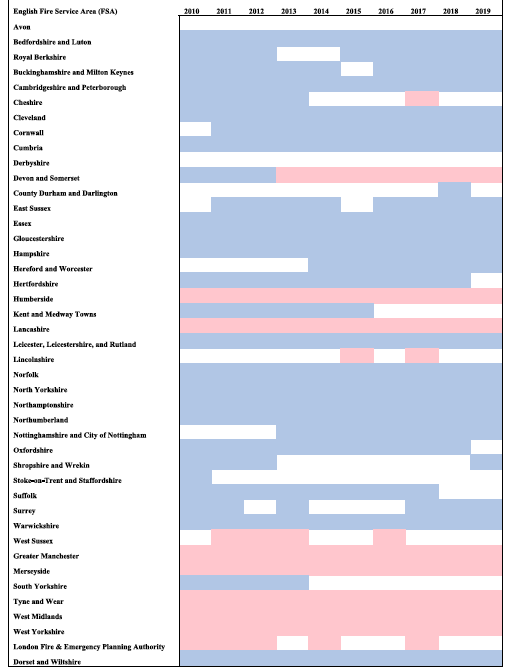 English Fire Service Area (FSA) 2010 2011 2012 2013 2014 2015 2016 2017 2018 2019
Avon
Bedfordshire and Luton
Royal Berkshire
Buckinghamshire and Milton Keynes
Cambridgeshire and Peterborough
Cheshire
Cleveland
Cornwall
Cumbria
Derbyshire
Devon and Somerset
County Durham and Darlington
East Sussex
Essex
Gloucestershire
Hampshire
Hereford and Worcester
Hertfordshire
Humberside
Kent and Medway Towns
Lancashire
Leicester, Leicestershire, and Rutland
Lincolnshire
Norfolk
North Yorkshire
Northamptonshire
Northumberland
Nottinghamshire and City of Nottingham
Oxfordshire
Shropshire and Wrekin
Stoke-on-Trent and Staffordshire
Suffolk
Surrey
Warwickshire
West Sussex
Greater Manchester
Merseyside
South Yorkshire
Tyne and Wear
West Midlands
West Yorkshire
London Fire & Emergency Planning Authority
Dorset and Wiltshire